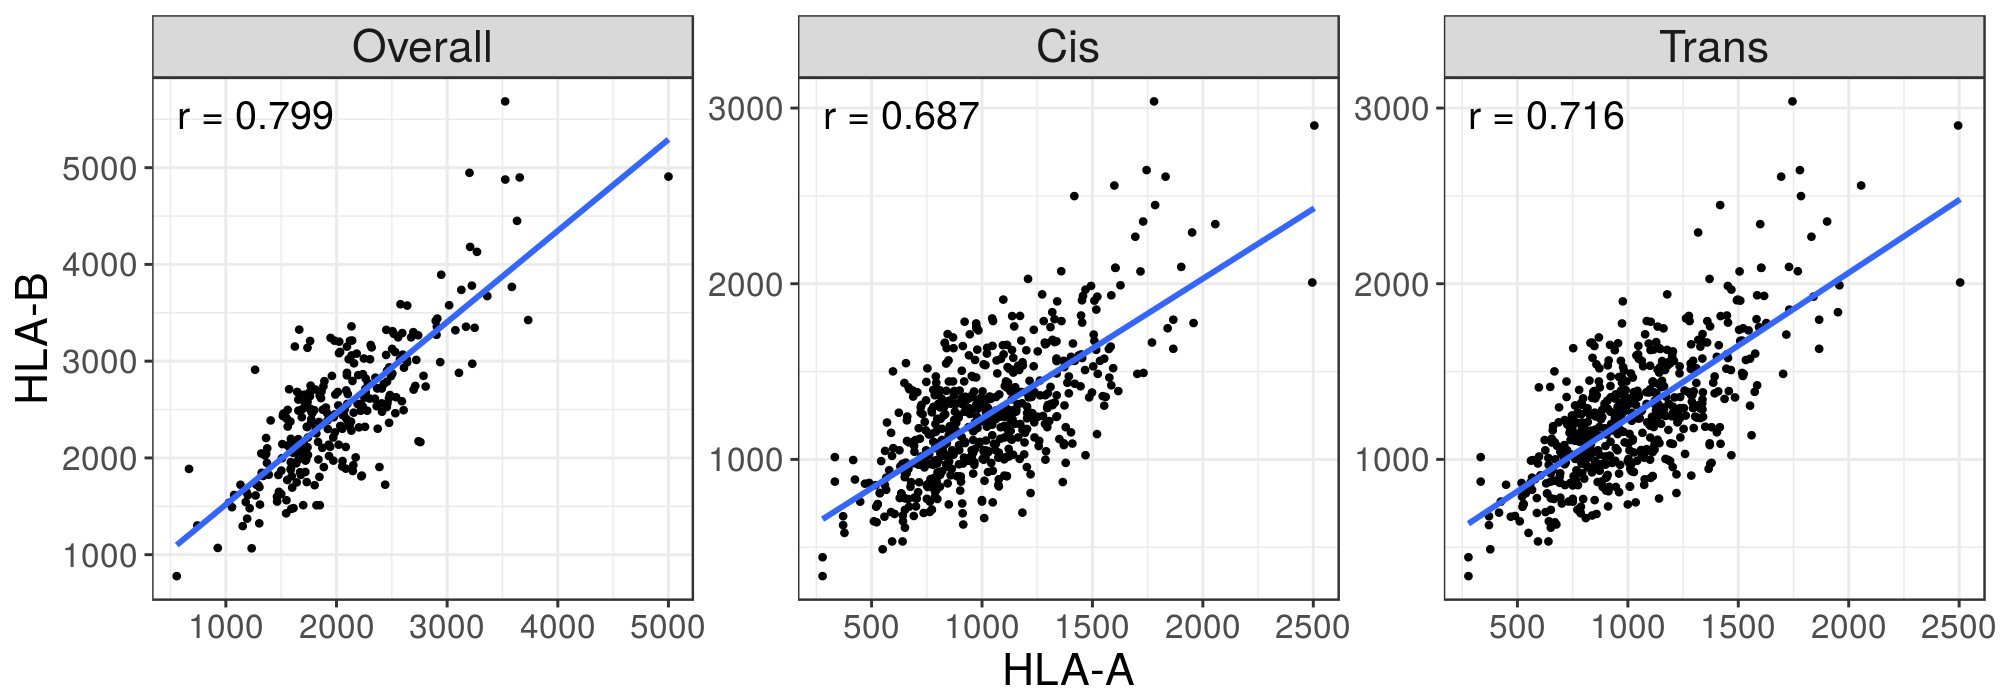 Overall
Cis
Trans
r = 0.799
r = 0.687
r = 0.716
HLA-B
5000
4000
3000
2000
1000
3000
2000
1000
3000
2000
1000
1000 2000 3000 4000 5000
500 1000 1500 2000 2500
500 1000 1500 2000 2500
HLA-A